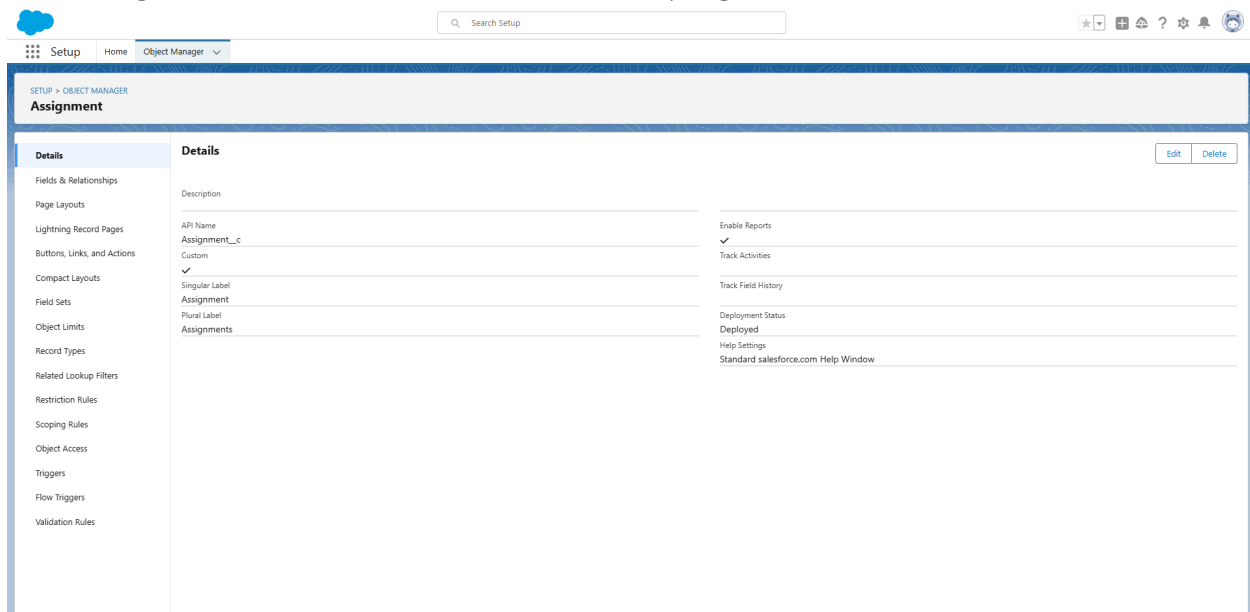 Search Setup
Setup Home Object Manager
SETUP > OBJECT MANAGER
Assignment
Details
Fields & Relationships
Page Layouts
Lightning Record Pages
Buttons, Links, and Actions
Compact Layouts
Field Sets
Object Limits
Record Types
Related Lookup Filters
Restriction Rules
Scoping Rules
Object Access
Triggers
Flow Triggers
Validation Rules
Details
Edit Delete
Description
API Name
Assignment__c
Custom
Singular Label
Assignment
Plural Label
Assignments
Enable Reports
Track Activities
Track Field History
Deployment Status
Deployed
Help Settings
Standard salesforce.com Help Window